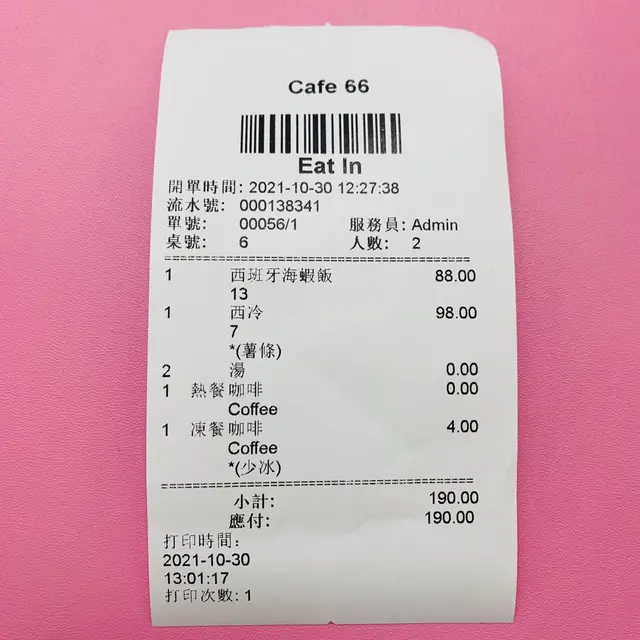 Cafe 66
Eat In
開單時間: 2021-10-30 12:27:38
流水號: 000138341
單號: 00056/1 服務員: Admin
桌號: 6 人數: 2
1 西班牙海蝦飯 88.00
13
1 西冷 98.00
7
*(薯條)
2 湯 0.00
1 熱餐咖啡 0.00
Coffee
1 凍餐咖啡 4.00
Coffee
*(少冰)
小計: 190.00
應付: 190.00
打印時間:
2021-10-30
13:01:17
打印次數: 1